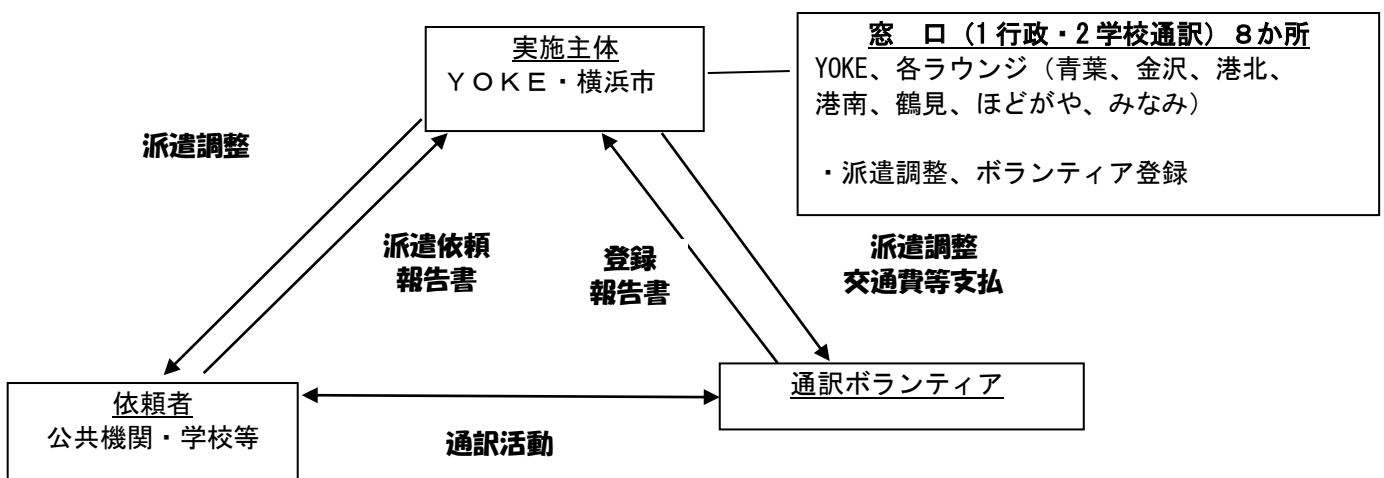 実施主体
ＹＯＫＥ・横浜市
窓　口（1 行政・2 学校通訳）８か所
YOKE、各ラウンジ（青葉、金沢、港北、
港南、鶴見、ほどがや、みなみ）
・派遣調整、ボランティア登録
派遣調整
派遣依頼
報告書
登録
報告書
派遣調整
交通費等支払
依頼者
公共機関・学校等
通訳活動
通訳ボランティア